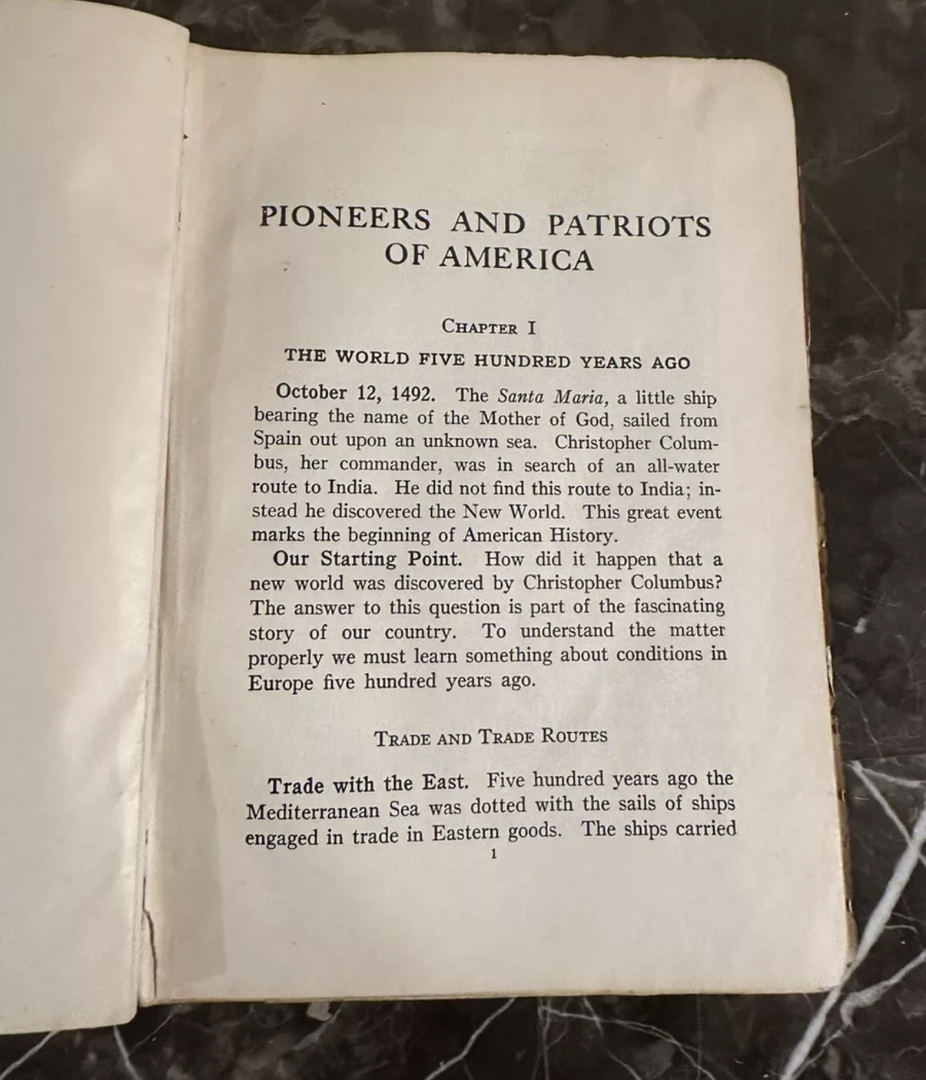 PIONEERS AND PATRIOTS
OF AMERICA
CHAPTER I
THE WORLD FIVE HUNDRED YEARS AGO
October 12, 1492. The Santa Maria, a little ship
bearing the name of the Mother of God, sailed from
Spain out upon an unknown sea. Christopher Colum-
bus, her commander, was in search of an all-water
route to India. He did not find this route to India; in-
stead he discovered the New World. This great event
marks the beginning of American History.
Our Starting Point. How did it happen that a
new world was discovered by Christopher Columbus?
The answer to this question is part of the fascinating
story of our country. To understand the matter
properly we must learn something about conditions in
Europe five hundred years ago.
TRADE AND TRADE ROUTES
Trade with the East. Five hundred years ago the
Mediterranean Sea was dotted with the sails of ships
engaged in trade in Eastern goods. The ships carried
1